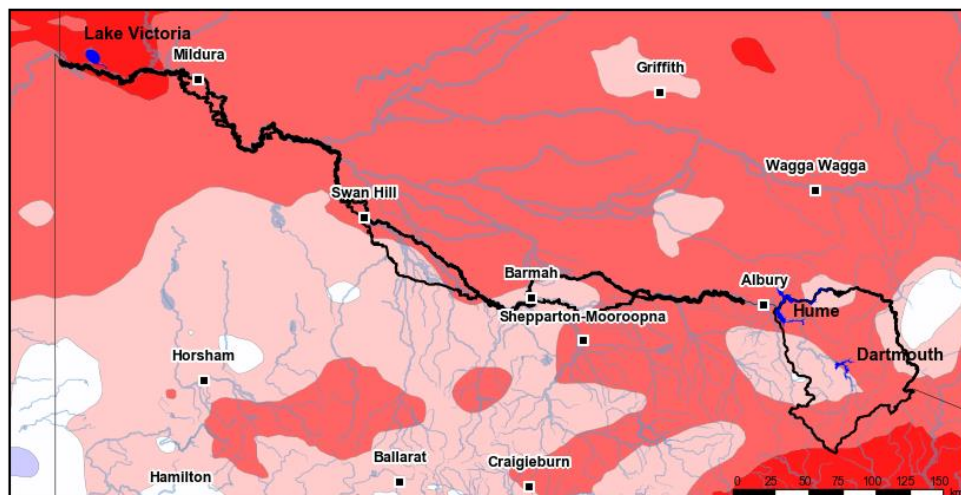 Lake Victoria
Mildura
Griffith
Wagga Wagga
Swan Hill
Barmah
Albury
Hume
Shepparton-Mooroopna
Dartmouth
Horsham
Ballarat
Craigieburn
Hamilton
0 25 50 75 100 125 150